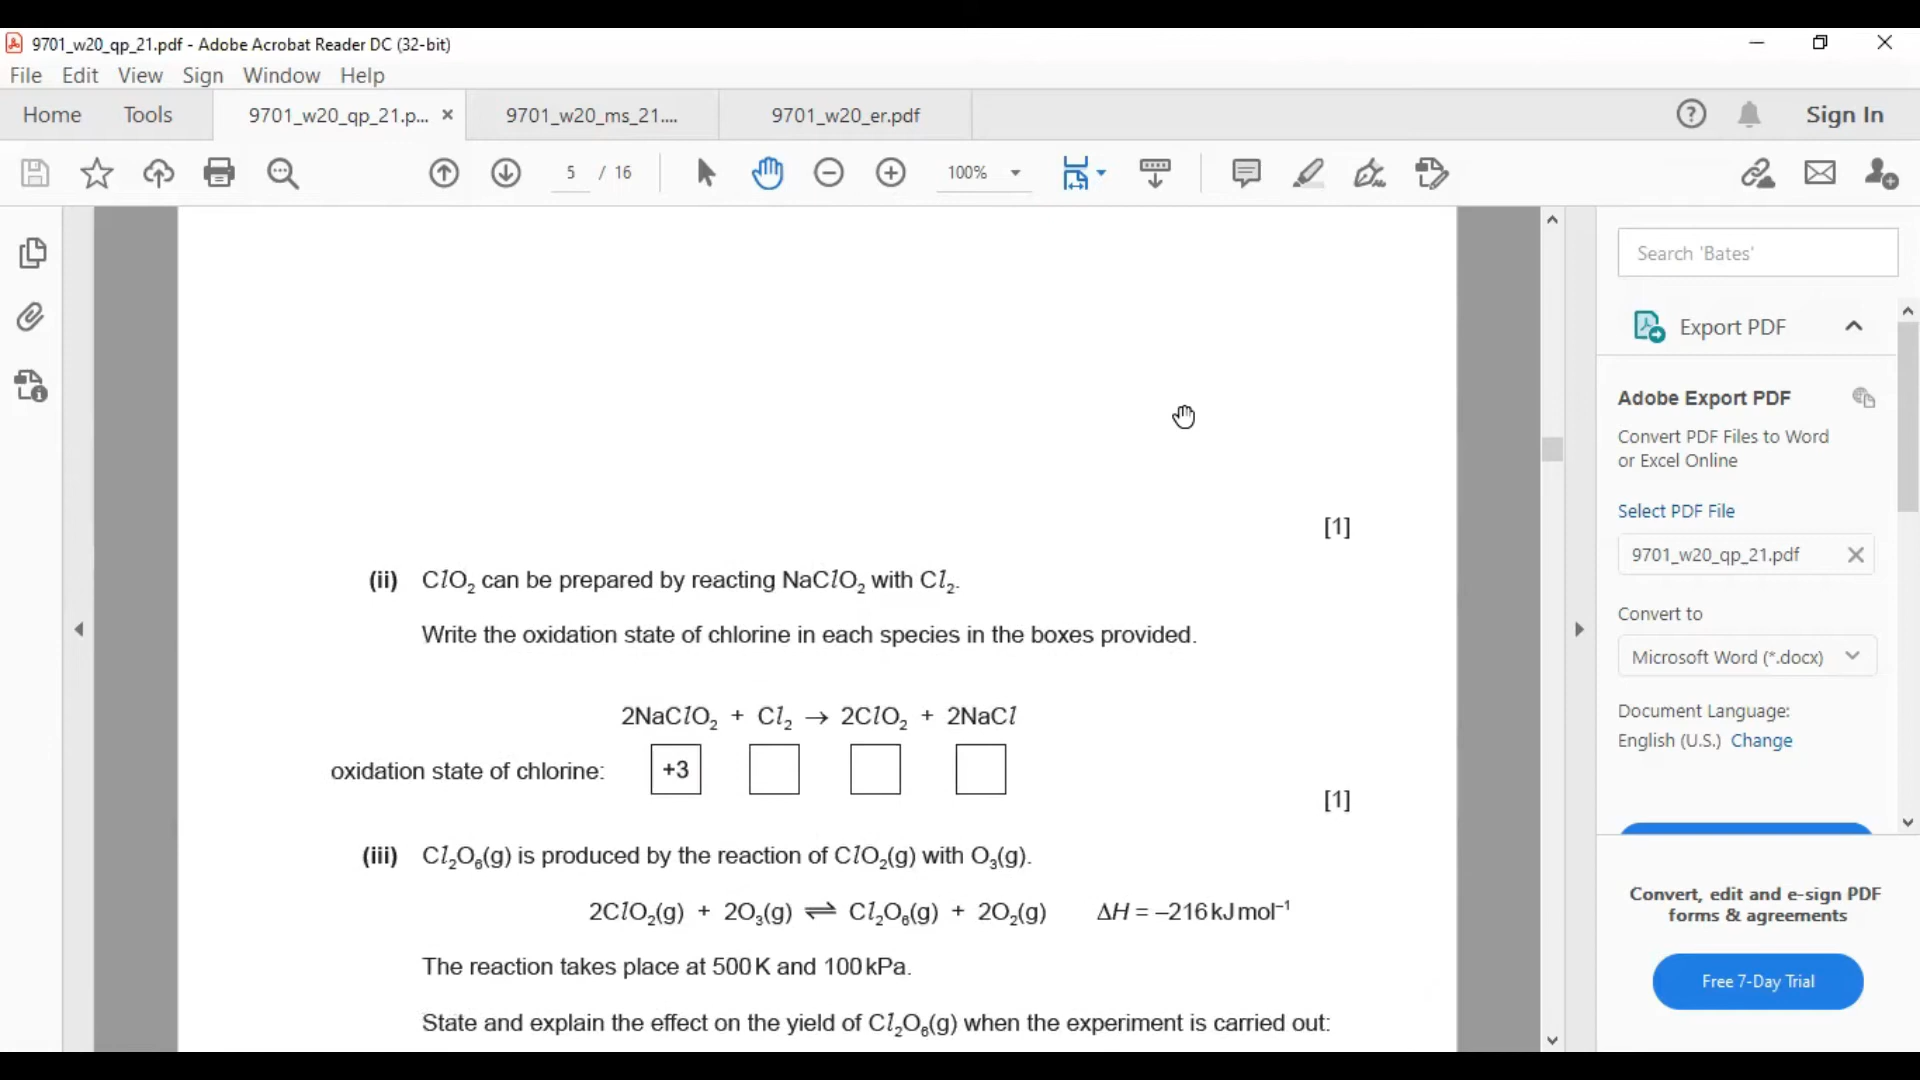 9701_w20_qp_21.pdf - Adobe Acrobat Reader DC (32-bit)
File Edit View Sign Window Help
Home Tools 9701_w20_qp_21.p... × 9701_w20_ms_21.... 9701_w20_er.pdf Sign In
5 / 16 100%
Search 'Bates'
Export PDF
Adobe Export PDF
Convert PDF Files to Word
or Excel Online
Select PDF File
9701_w20_qp_21.pdf
Convert to
Microsoft Word (*.docx)
Document Language:
English (U.S.) Change
Convert, edit and e-sign PDF
forms & agreements
Free 7-Day Trial
[1]
(ii) ClO₂ can be prepared by reacting NaClO₂ with Cl₂.
Write the oxidation state of chlorine in each species in the boxes provided.
2NaClO₂ + Cl₂ → 2ClO₂ + 2NaCl
oxidation state of chlorine: +3
[1]
(iii) Cl₂O₆(g) is produced by the reaction of ClO₂(g) with O₃(g).
2ClO₂(g) + 2O₃(g) ⇌ Cl₂O₆(g) + 2O₂(g) ΔH = –216 kJ mol⁻¹
The reaction takes place at 500 K and 100 kPa.
State and explain the effect on the yield of Cl₂O₆(g) when the experiment is carried out: